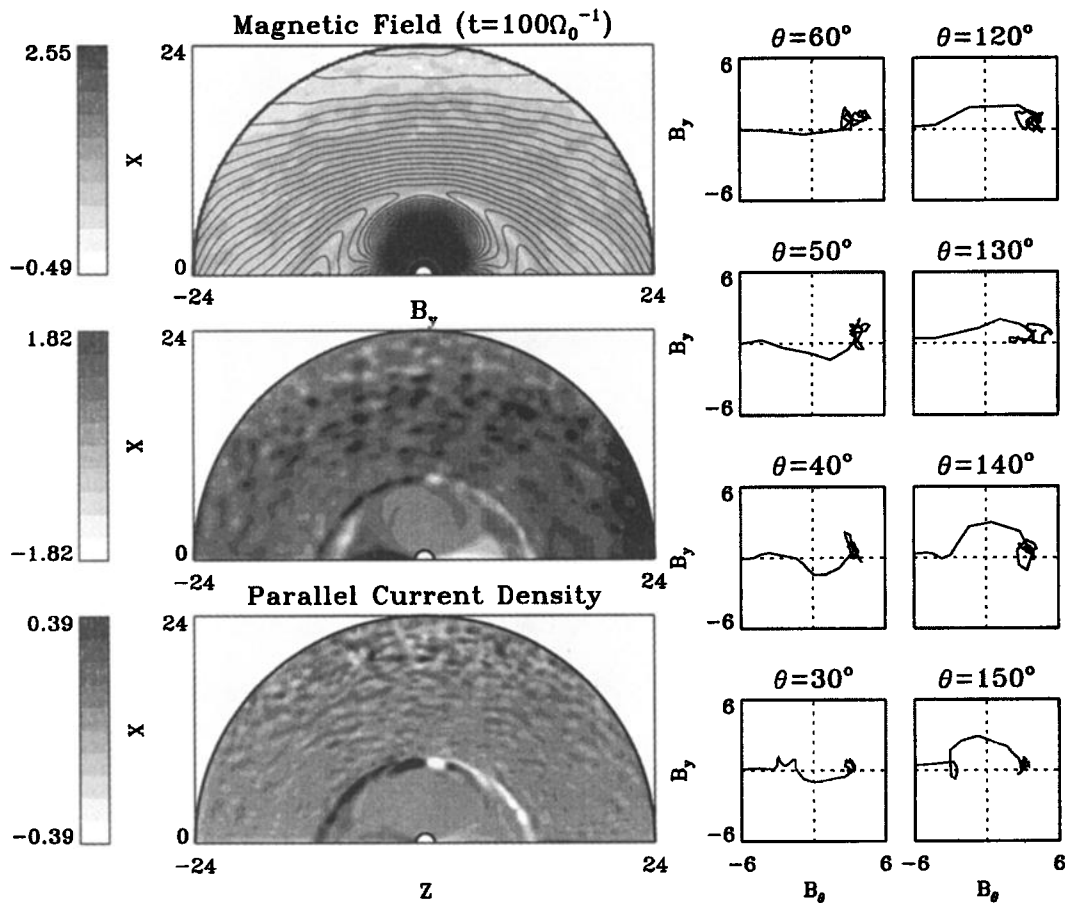 Magnetic Field (t=100Ω₀⁻¹)
2.55
-0.49
X
24
0
-24
24
B_y
1.82
-1.82
X
24
0
-24
24
Parallel Current Density
0.39
-0.39
X
24
0
-24
24
Z
θ=60°
θ=120°
6
B_y
-6
θ=50°
θ=130°
6
B_y
-6
θ=40°
θ=140°
6
B_y
-6
θ=30°
θ=150°
6
B_y
-6
-6
6
-6
6
B_θ
B_θ